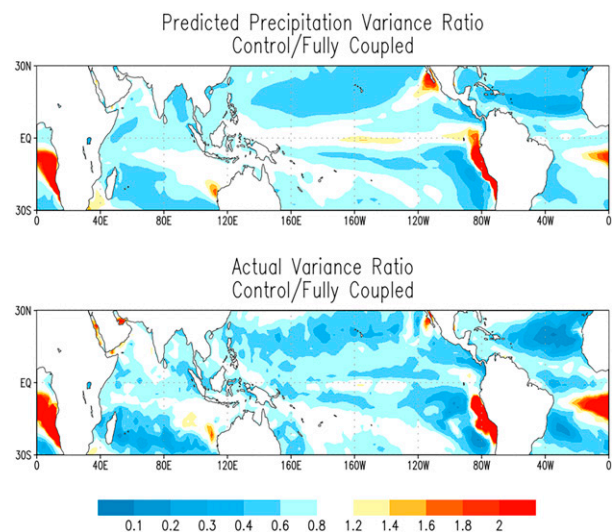 Predicted Precipitation Variance Ratio
Control/Fully Coupled
30N
EQ
30S
0 40E 80E 120E 160E 160W 120W 80W 40W 0
Actual Variance Ratio
Control/Fully Coupled
30N
EQ
30S
0 40E 80E 120E 160E 160W 120W 80W 40W 0
0.1 0.2 0.3 0.4 0.6 0.8 1.2 1.4 1.6 1.8 2